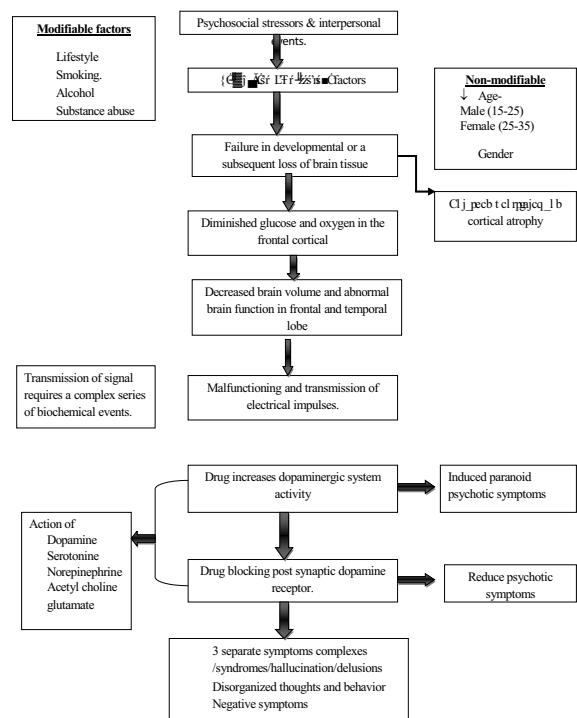 Modifiable factors
Lifestyle
Smoking.
Alcohol
Substance abuse
Psychosocial stressors & interpersonal
events.
factors
Non-modifiable
↓ Age-
Male (15-25)
Female (25-35)
Gender
Failure in developmental or a
subsequent loss of brain tissue
cortical atrophy
Diminished glucose and oxygen in the
frontal cortical
Decreased brain volume and abnormal
brain function in frontal and temporal
lobe
Transmission of signal
requires a complex series
of biochemical events.
Malfunctioning and transmission of
electrical impulses.
Drug increases dopaminergic system
activity
Induced paranoid
psychotic symptoms
Action of
Dopamine
Serotonine
Norepinephrine
Acetyl choline
glutamate
Drug blocking post synaptic dopamine
receptor.
Reduce psychotic
symptoms
3 separate symptoms complexes
/syndromes/hallucination/delusions
Disorganized thoughts and behavior
Negative symptoms